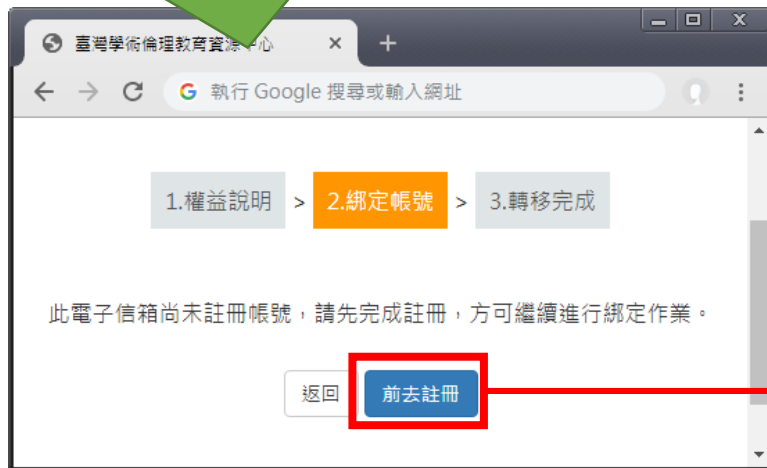 臺灣學術倫理教育資源中心
執行 Google 搜尋或輸入網址
1.權益說明 > 2.綁定帳號 > 3.轉移完成
此電子信箱尚未註冊帳號，請先完成註冊，方可繼續進行綁定作業。
返回 前去註冊